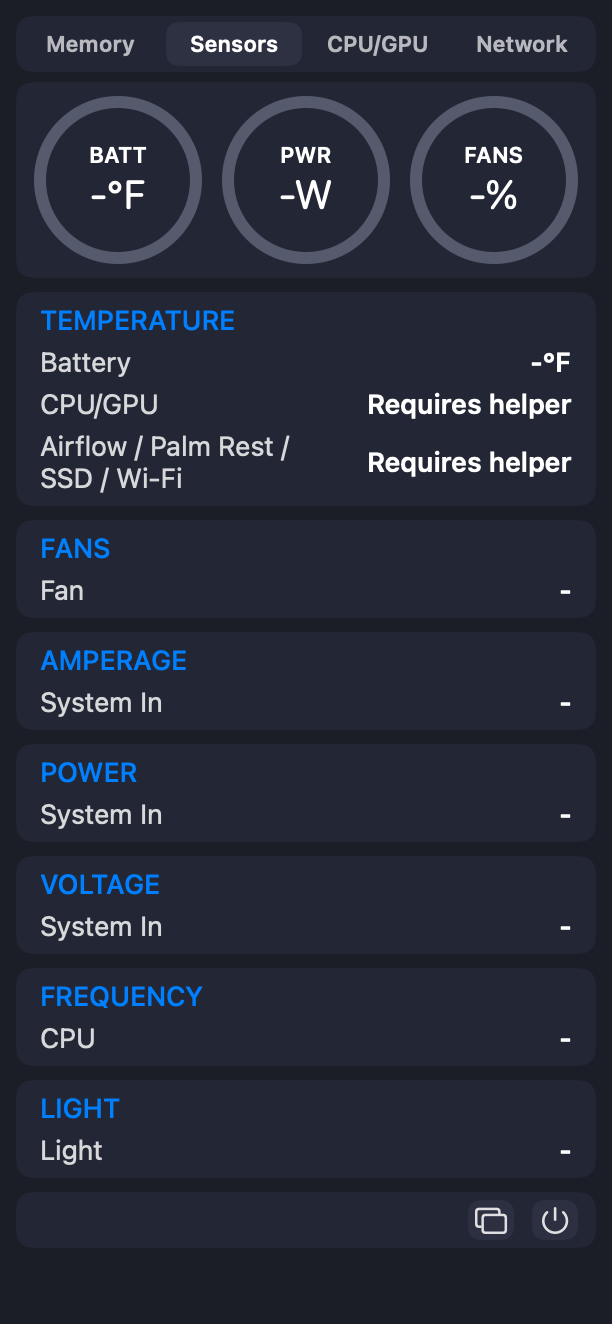 Memory Sensors CPU/GPU Network
BATT PWR FANS
-°F -W -%
TEMPERATURE
Battery -°F
CPU/GPU Requires helper
Airflow / Palm Rest /
SSD / Wi-Fi Requires helper
FANS
Fan -
AMPERAGE
System In -
POWER
System In -
VOLTAGE
System In -
FREQUENCY
CPU -
LIGHT
Light -